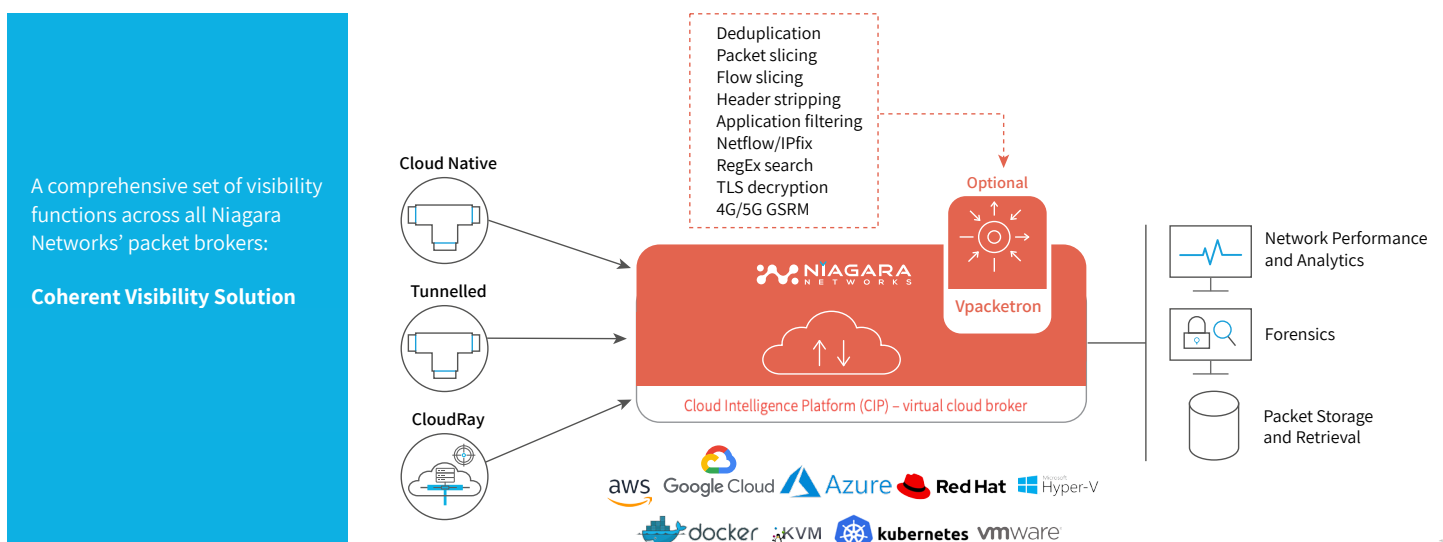 A comprehensive set of visibility
functions across all Niagara
Networks’ packet brokers:
Coherent Visibility Solution
Cloud Native
Tunnelled
CloudRay
Deduplication
Packet slicing
Flow slicing
Header stripping
Application filtering
Netflow/IPfix
RegEx search
TLS decryption
4G/5G GSRM
Optional
Vpacketron
NIAGARA
NETWORKS
Cloud Intelligence Platform (CIP) – virtual cloud broker
Network Performance
and Analytics
Forensics
Packet Storage
and Retrieval
aws
Google Cloud
Azure
Red Hat
Microsoft
Hyper-V
docker
KVM
kubernetes
vmware